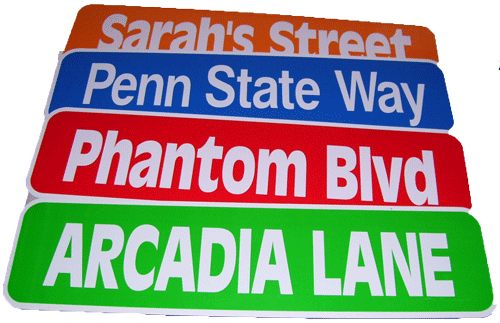 Sarah's Street
Penn State Way
Phantom Blvd
ARCADIA LANE